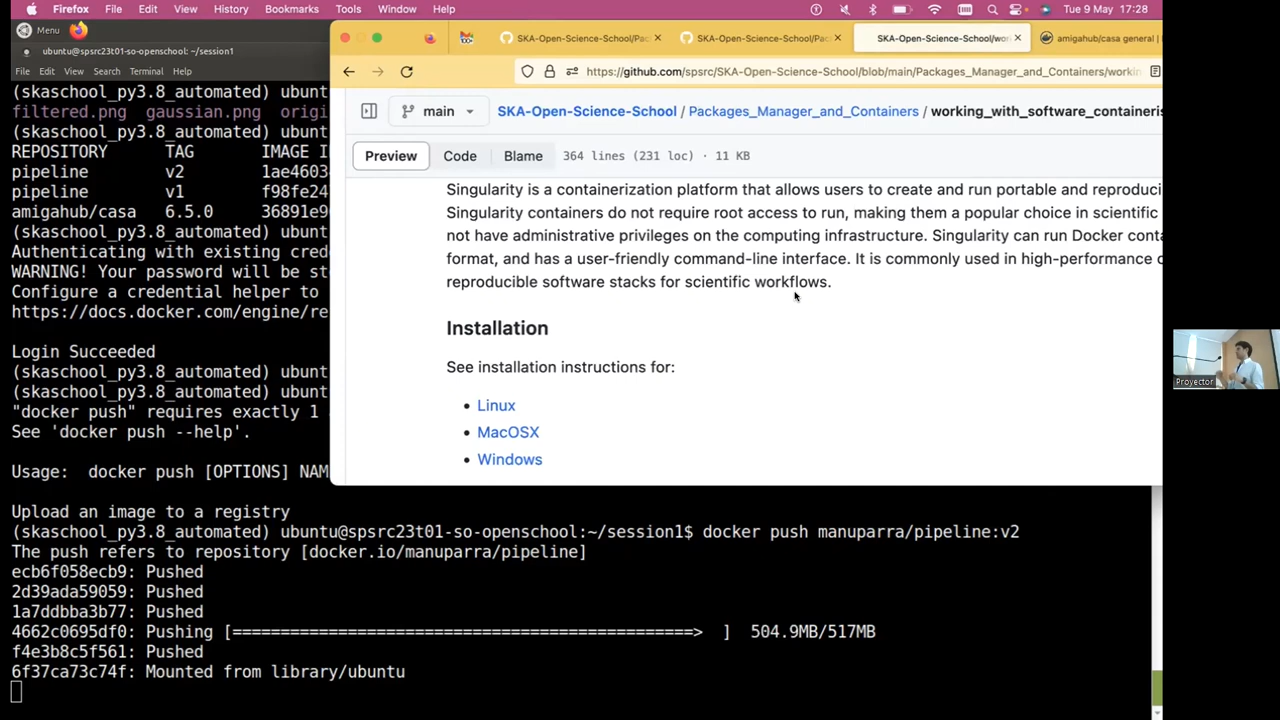 Firefox File Edit View History Bookmarks Tools Window Help Tue 9 May 17:28
Menu
ubuntu@spsrc23t01-so-openschool: ~/session1
File Edit View Search Terminal Help
SKA-Open-Science-School/Pac
SKA-Open-Science-School/Pac
SKA-Open-Science-School/wor
amigahub/casa general |
https://github.com/spsrc/SKA-Open-Science-School/blob/main/Packages_Manager_and_Containers/workin
main
SKA-Open-Science-School / Packages_Manager_and_Containers / working_with_software_containeris
Preview Code Blame 364 lines (231 loc) · 11 KB
Singularity is a containerization platform that allows users to create and run portable and reproduci
Singularity containers do not require root access to run, making them a popular choice in scientific
not have administrative privileges on the computing infrastructure. Singularity can run Docker conta
format, and has a user-friendly command-line interface. It is commonly used in high-performance c
reproducible software stacks for scientific workflows.
Installation
See installation instructions for:
Linux
MacOSX
Windows
(skaschool_py3.8_automated) ubuntu
filtered.png gaussian.png origi
(skaschool_py3.8_automated) ubunt
REPOSITORY TAG IMAGE I
pipeline v2 1ae4603
pipeline v1 f98fe24
amigahub/casa 6.5.0 36891e9
(skaschool_py3.8_automated) ubunt
Authenticating with existing cred
WARNING! Your password will be st
Configure a credential helper to
https://docs.docker.com/engine/re
Login Succeeded
(skaschool_py3.8_automated) ubunt
(skaschool_py3.8_automated) ubunt
"docker push" requires exactly 1
See 'docker push --help'.
Usage: docker push [OPTIONS] NAM
Upload an image to a registry
(skaschool_py3.8_automated) ubuntu@spsrc23t01-so-openschool:~/session1$ docker push manuparra/pipeline:v2
The push refers to repository [docker.io/manuparra/pipeline]
ecb6f058ecb9: Pushed
2d39ada59059: Pushed
1a7ddbba3b77: Pushed
4662c0695df0: Pushing [==============================================> ] 504.9MB/517MB
f4e3b8c5f561: Pushed
6f37ca73c74f: Mounted from library/ubuntu
Proyector